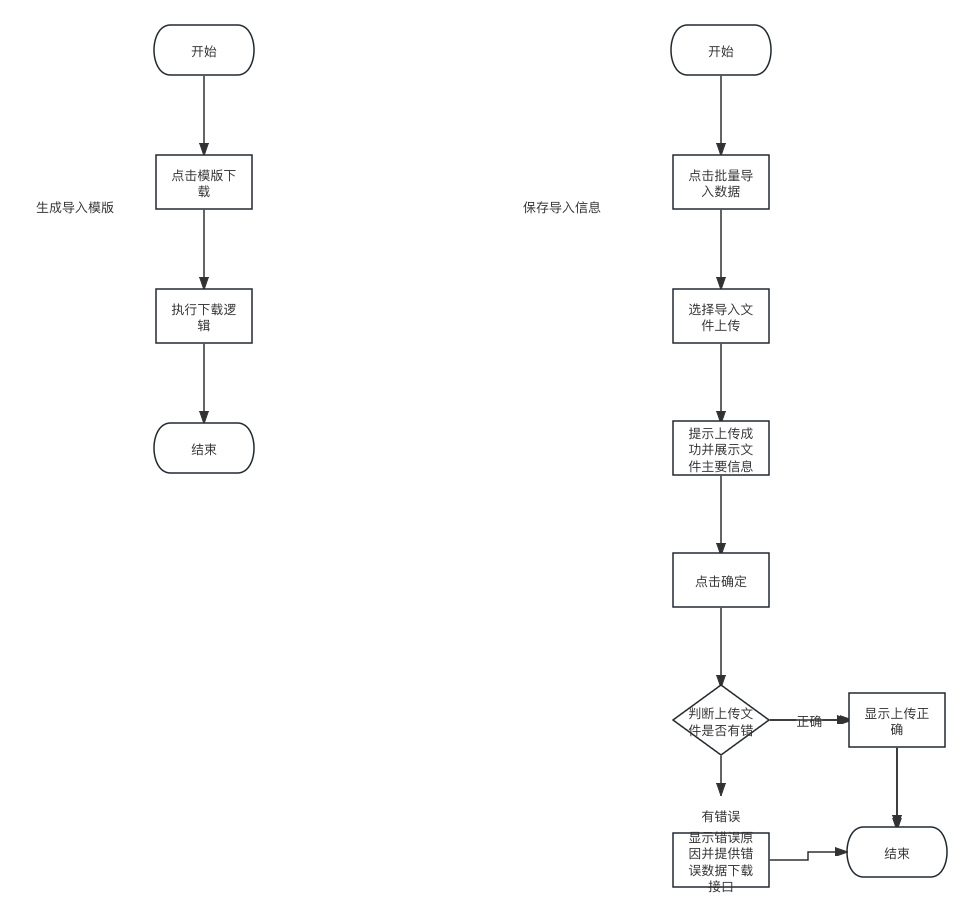 开始
点击模版下
载
生成导入模版
执行下载逻
辑
结束
开始
点击批量导
入数据
保存导入信息
选择导入文
件上传
提示上传成
功并展示文
件主要信息
点击确定
判断上传文
件是否有错
正确
显示上传正
确
有错误
显示错误原
因并提供错
误数据下载
接口
结束